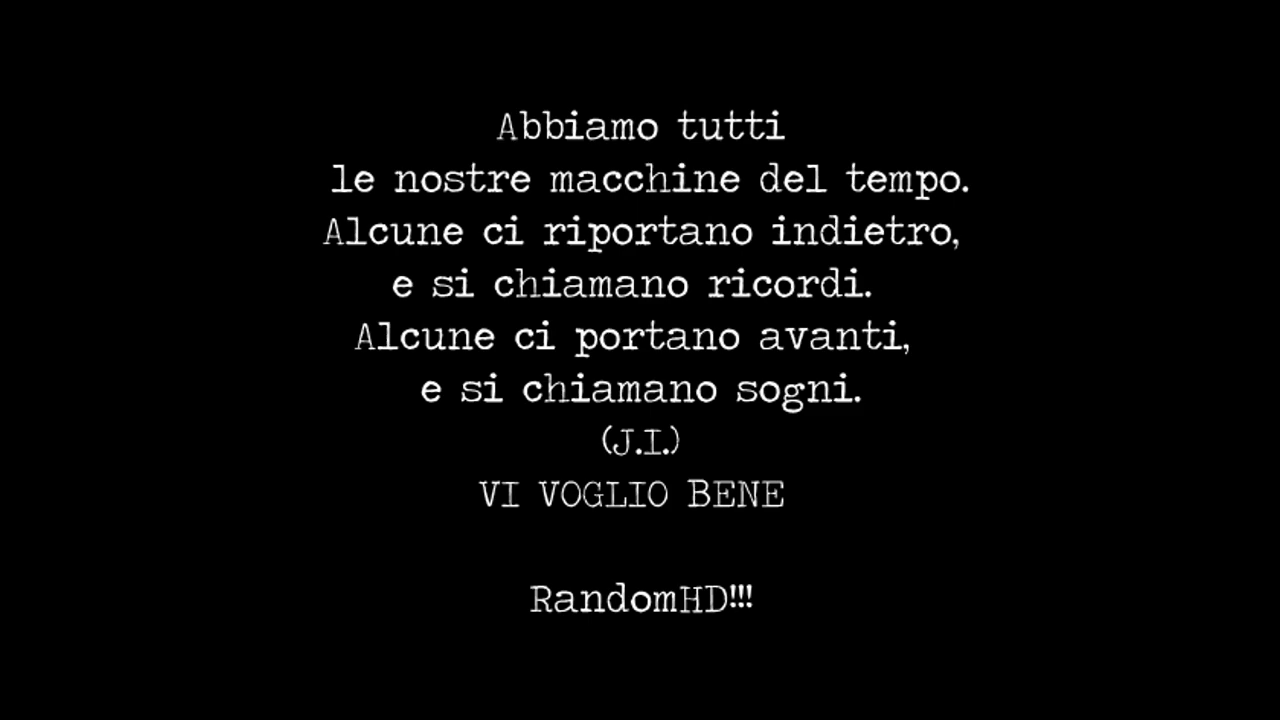 Abbiamo tutti
le nostre macchine del tempo.
Alcune ci riportano indietro,
e si chiamano ricordi.
Alcune ci portano avanti,
e si chiamano sogni.
(J.I.)
VI VOGLIO BENE
RandomHD!!!